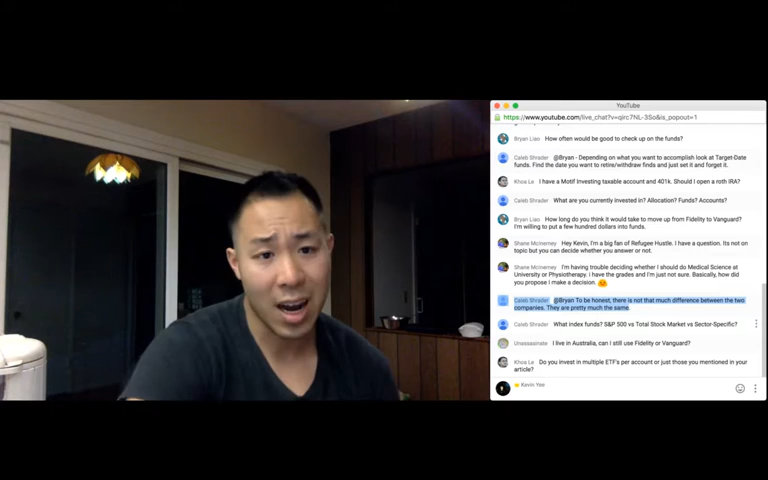 YouTube
https://www.youtube.com/live_chat?v=qirc7NL-3So&is_popout=1
Bryan Liao How often would be good to check up on the funds?
Caleb Shrader @Bryan - Depending on what you want to accomplish look at Target-Date
funds. Find the date you want to retire/withdraw finds and just set it and forget it.
Khoa Le I have a Motif Investing taxable account and 401k. Should I open a roth IRA?
Caleb Shrader What are you currently invested in? Allocation? Funds? Accounts?
Bryan Liao How long do you think it would take to move up from Fidelity to Vanguard?
I'm willing to put a few hundred dollars into funds.
Shane McInerney Hey Kevin, I'm a big fan of Refugee Hustle. I have a question. Its not on
topic but you can decide whether you answer or not.
Shane McInerney I'm having trouble deciding whether I should do Medical Science at
University or Physiotherapy. I have the grades and I'm just not sure. Basically, how did
you propose I make a decision.
Caleb Shrader @Bryan To be honest, there is not that much difference between the two
companies. They are pretty much the same.
Caleb Shrader What index funds? S&P 500 vs Total Stock Market vs Sector-Specific?
Unassainate I live in Australia, can I still use Fidelity or Vanguard?
Khoa Le Do you invest in multiple ETF's per account or just those you mentioned in your
article?
Kevin Yee